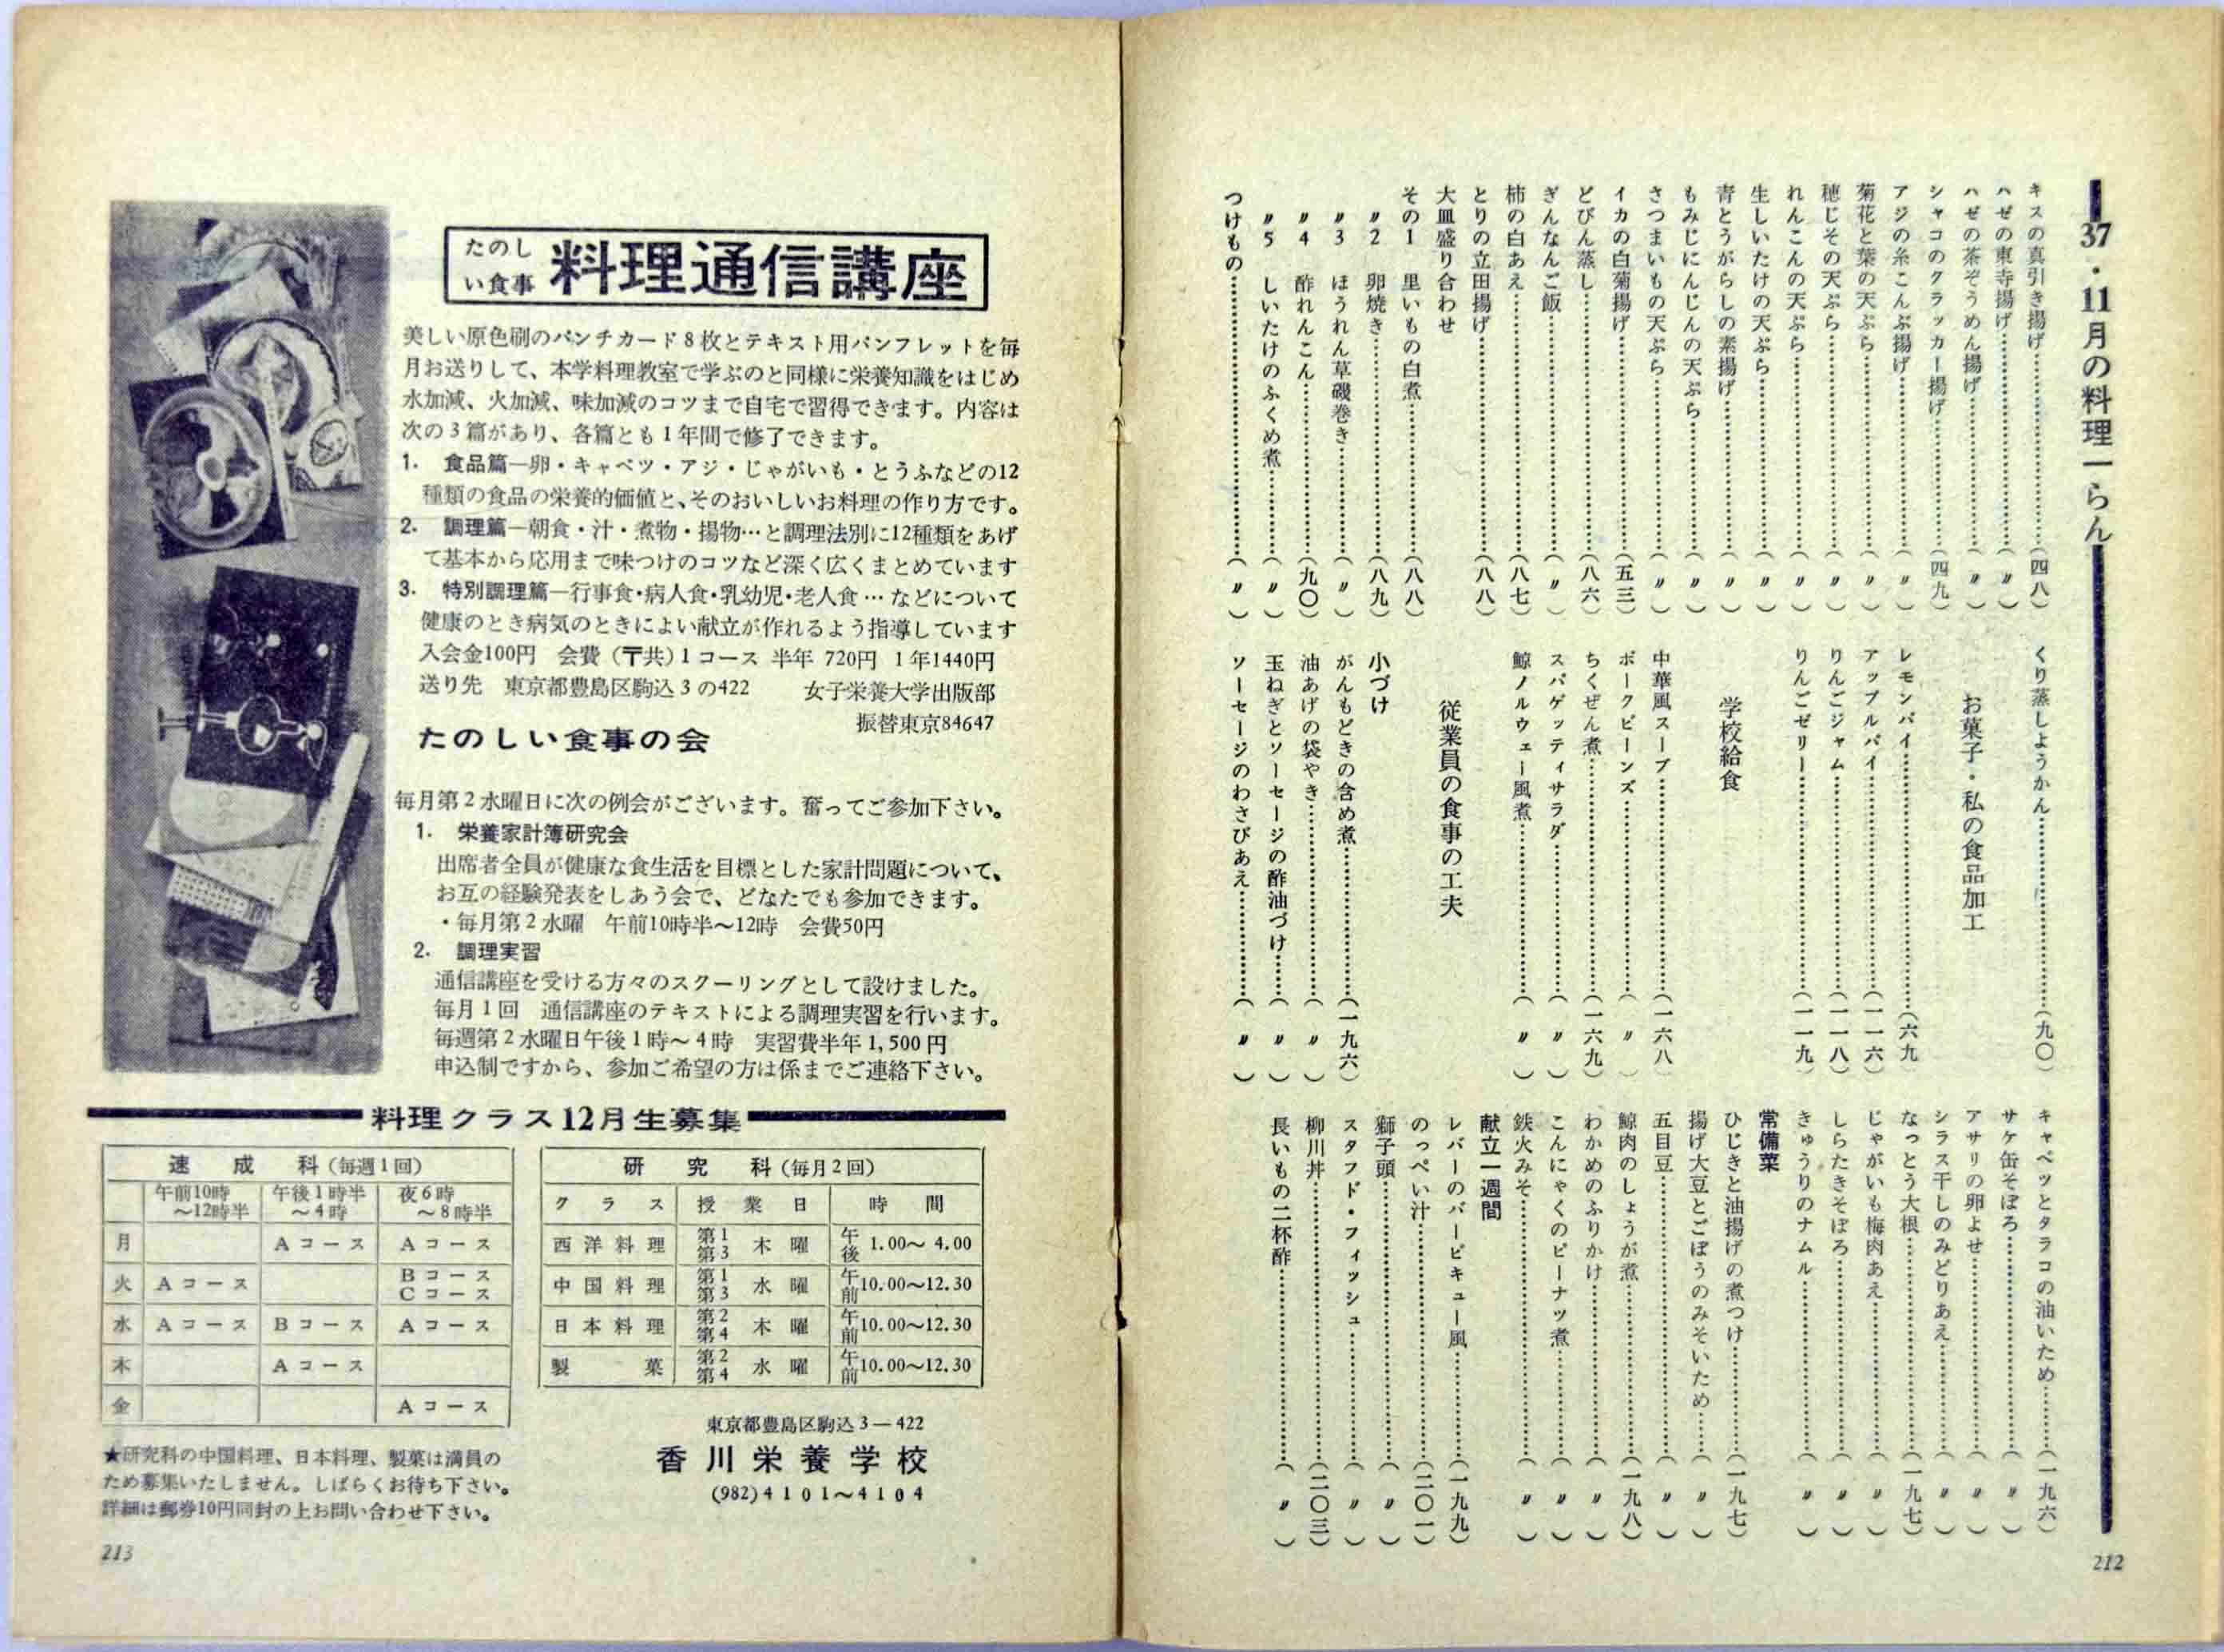 37・11月の料理一らん
キスの真引き揚げ……(四八)
ハゼの東寺揚げ……(〃)
ハゼの茶ぞうめん揚げ……(〃)
シャコのクラッカー揚げ……(四九)
アジの糸こんぶ揚げ……(〃)
菊花と葉の天ぷら……(〃)
穂じその天ぷら……(〃)
れんこんの天ぷら……(〃)
生しいたけの天ぷら……(〃)
青とうがらしの素揚げ……(〃)
もみじにんじんの天ぷら……(〃)
さつまいもの天ぷら……(〃)
イカの白菊揚げ……(五三)
どびん蒸し……(八六)
ぎんなんご飯……(〃)
柿の白あえ……(八七)
とりの立田揚げ……(八八)
大皿盛り合わせ
その1 里いもの白煮……(八八)
〃2 卵焼き……(八九)
〃3 ほうれん草磯巻き……(〃)
〃4 酢れんこん……(九〇)
〃5 しいたけのふくめ煮……(〃)
つけもの……(〃)
くり蒸しようかん……(九〇)
お菓子・私の食品加工
レモンパイ……(六九)
アップルパイ……(一一六)
りんごジャム……(一一八)
りんごゼリー……(一一九)
学校給食
中華風スープ……(一六八)
ポークビーンズ……(〃)
ちくぜん煮……(一六九)
スパゲッティサラダ……(〃)
鯨ノルウェー風煮……(〃)
従業員の食事の工夫
小づけ
がんもどきの含め煮……(一九六)
油あげの袋やき……(〃)
玉ねぎとソーセージの酢油づけ……(〃)
ソーセージのわさびあえ……(〃)
キャベツとタラコの油いため……(一九六)
サケ缶そぼろ……(〃)
アサリの卵よせ……(〃)
シラス干しのみどりあえ……(〃)
なっとう大根……(一九七)
じゃがいも梅肉あえ……(〃)
しらたきそぼろ……(〃)
きゅうりのナムル……(〃)
常備菜
ひじきと油揚げの煮つけ……(一九七)
揚げ大豆とごぼうのみそいため……(〃)
五目豆……(〃)
鯨肉のしょうが煮……(一九八)
わかめのふりかけ……(〃)
こんにゃくのピーナツ煮……(〃)
鉄火みそ……(〃)
献立一週間
レバーのバービキュー風……(一九九)
のっぺい汁……(二〇一)
獅子頭……(〃)
スタフド・フィッシュ……(〃)
柳川丼……(二〇三)
長いもの二杯酢……(〃)
212
たのしい食事 料理通信講座
美しい原色刷のパンチカード8枚とテキスト用パンフレットを毎
月お送りして、本学料理教室で学ぶのと同様に栄養知識をはじめ
水加減、火加減、味加減のコツまで自宅で習得できます。内容は
次の3篇があり、各篇とも1年間で修了できます。
1. 食品篇―卵・キャベツ・アジ・じゃがいも・とうふなどの12
種類の食品の栄養的価値と、そのおいしいお料理の作り方です。
2. 調理篇―朝食・汁・煮物・揚物…と調理法別に12種類をあげ
て基本から応用まで味つけのコツなど深く広くまとめています
3. 特別調理篇―行事食・病人食・乳幼児・老人食…などについて
健康のとき病気のときによい献立が作れるよう指導しています
入会金100円 会費(〒共)1コース 半年 720円 1年1440円
送り先 東京都豊島区駒込3の422 女子栄養大学出版部
振替東京84647
たのしい食事の会
毎月第2水曜日に次の例会がございます。奮ってご参加下さい。
1. 栄養家計簿研究会
出席者全員が健康な食生活を目標とした家計問題について、
お互の経験発表をしあう会で、どなたでも参加できます。
・毎月第2水曜 午前10時半〜12時 会費50円
2. 調理実習
通信講座を受ける方々のスクーリングとして設けました。
毎月1回 通信講座のテキストによる調理実習を行います。
毎週第2水曜日午後1時〜4時 実習費半年1,500円
申込制ですから、参加ご希望の方は係までご連絡下さい。
料理クラス12月生募集
速成科(毎週1回)
午前10時〜12時半 午後1時半〜4時 夜6時〜8時半
月 Aコース Aコース
火 Aコース Bコース Cコース
水 Aコース Bコース Aコース
木 Aコース
金 Aコース
★研究科の中国料理、日本料理、製菓は満員の
ため募集いたしません。しばらくお待ち下さい。
詳細は郵券10円同封の上お問い合わせ下さい。
研究科(毎月2回)
クラス 授業日 時間
西洋料理 第1第3 木曜 午後1.00〜4.00
中国料理 第1第3 水曜 午前10.00〜12.30
日本料理 第2第4 木曜 午前10.00〜12.30
製菓 第2第4 水曜 午前10.00〜12.30
東京都豊島区駒込3―422
香川栄養学校
(982)4101〜4104
213